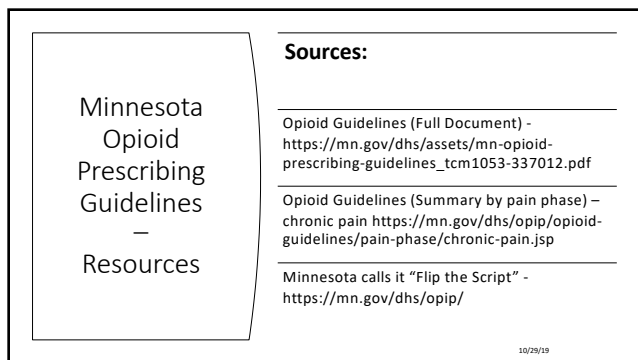 Minnesota
Opioid
Prescribing
Guidelines
–
Resources
Sources:
Opioid Guidelines (Full Document) -
https://mn.gov/dhs/assets/mn-opioid-
prescribing-guidelines_tcm1053-337012.pdf
Opioid Guidelines (Summary by pain phase) –
chronic pain https://mn.gov/dhs/opip/opioid-
guidelines/pain-phase/chronic-pain.jsp
Minnesota calls it “Flip the Script” -
https://mn.gov/dhs/opip/
10/29/19